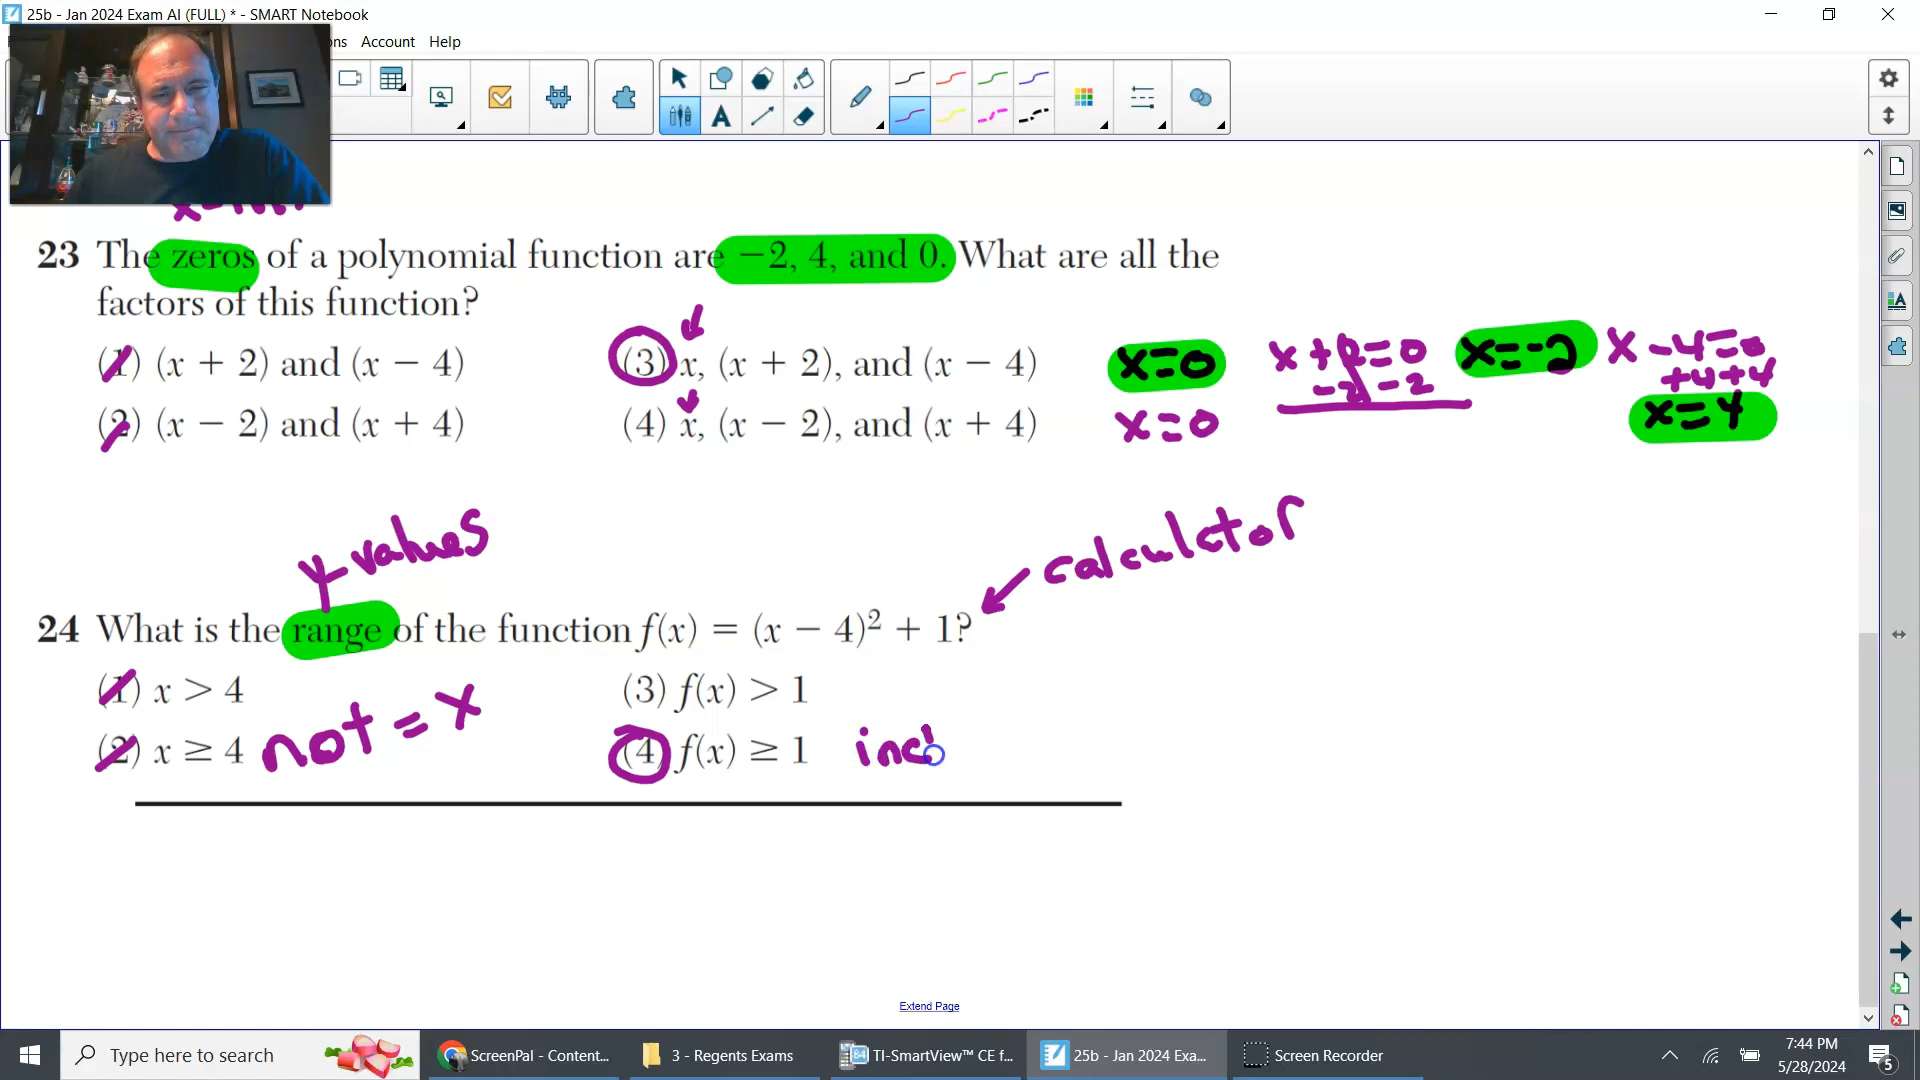 25b - Jan 2024 Exam AI (FULL) * - SMART Notebook
ons Account Help
23 The zeros of a polynomial function are −2, 4, and 0. What are all the
factors of this function?
(1) (x + 2) and (x − 4)
(3) x, (x + 2), and (x − 4)
x=0
x+2=0
x=-2
x-4=0
-2 -2
+4+4
(2) (x − 2) and (x + 4)
(4) x, (x − 2), and (x + 4)
x=0
x=4
y values
calculator
24 What is the range of the function f(x) = (x − 4)² + 1?
(1) x > 4
(3) f(x) > 1
not = x
(2) x ≥ 4
(4) f(x) ≥ 1
Extend Page
Type here to search
ScreenPal - Content...
3 - Regents Exams
84
TI-SmartView™ CE f...
25b - Jan 2024 Exa...
Screen Recorder
7:44 PM
5/28/2024
5